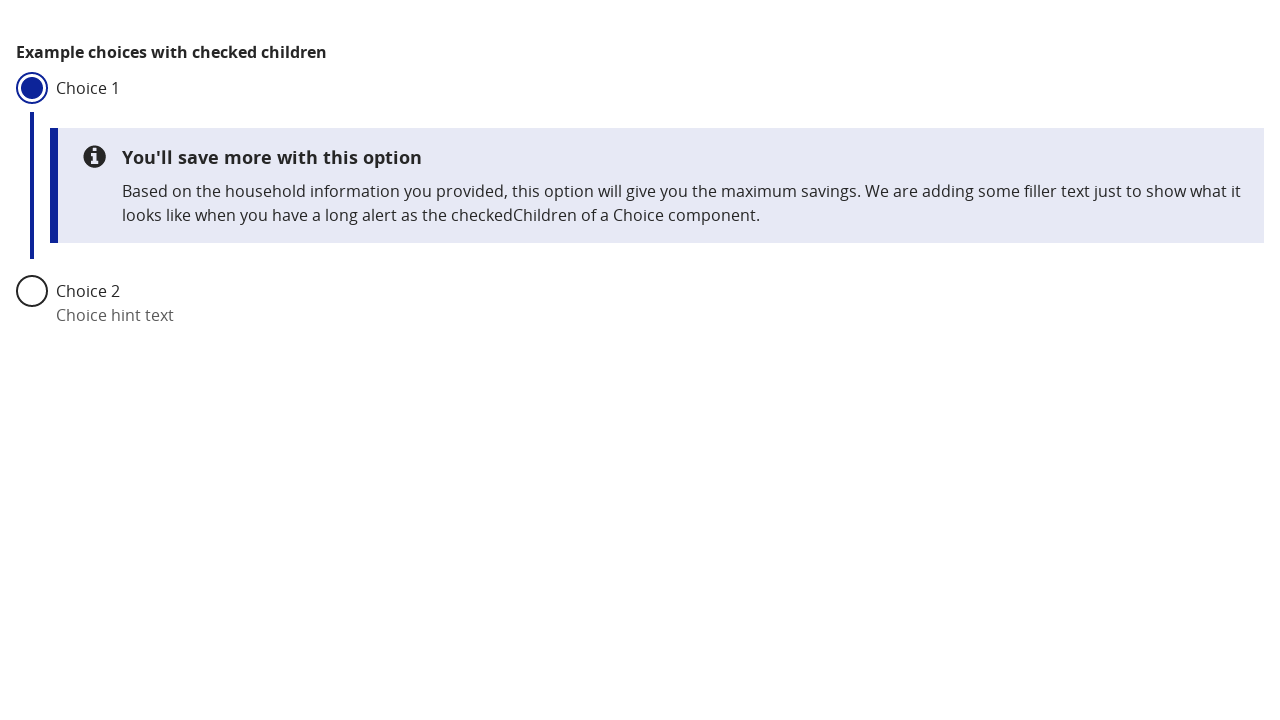 Example choices with checked children
Choice 1
You'll save more with this option
Based on the household information you provided, this option will give you the maximum savings. We are adding some filler text just to show what it
looks like when you have a long alert as the checkedChildren of a Choice component.
Choice 2
Choice hint text